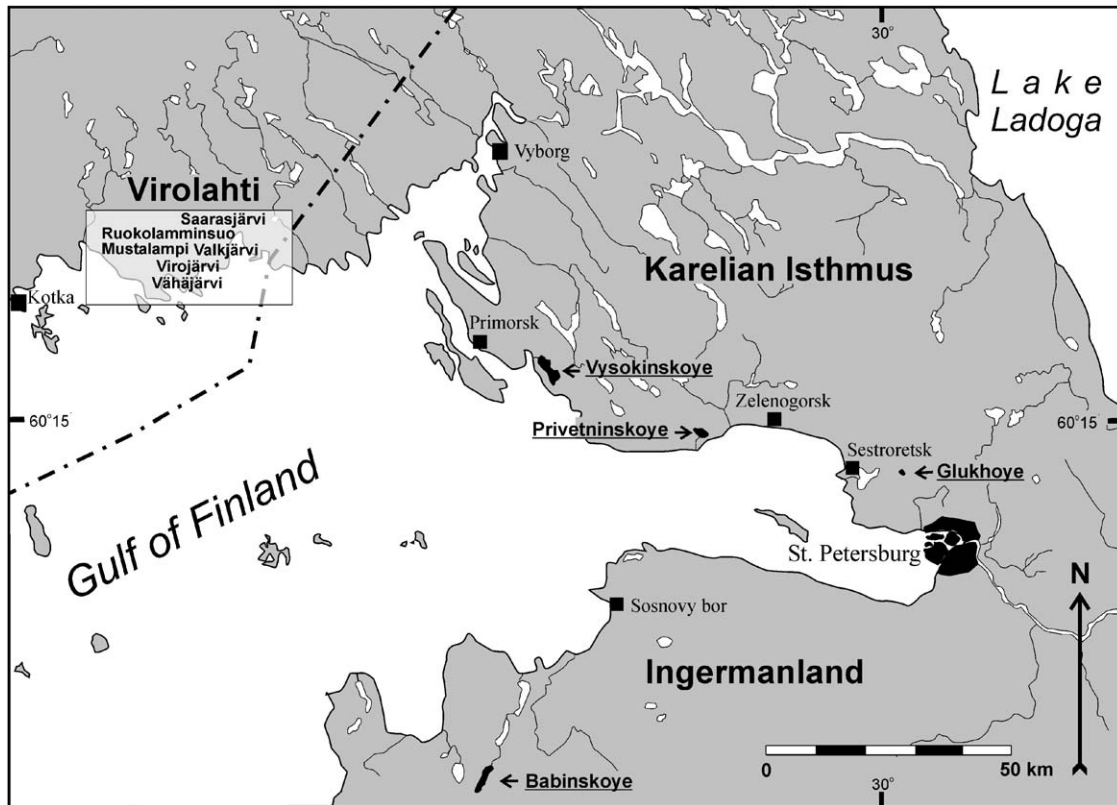 30°
Lake
Ladoga
Vyborg
Virolahti
Saarasjärvi
Ruokolamminsuo
Mustalampi Valkjärvi
Virojärvi
Vähäjärvi
Karelian Isthmus
Kotka
Primorsk
Vysokinskoye
Zelenogorsk
60°15
60°15
Privetninskoye
Sestroretsk
Glukhoye
Gulf of Finland
St. Petersburg
N
Sosnovy bor
Ingermanland
Babinskoye
0 50 km
30°